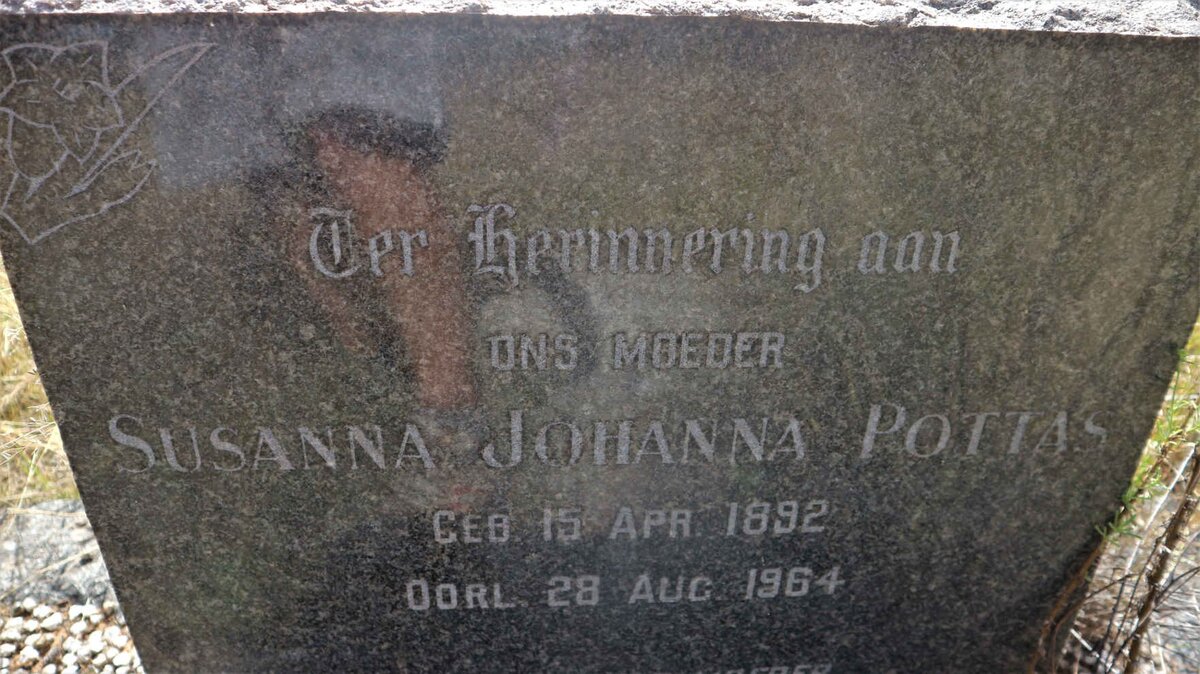 Ter Herinnering aan
ONS MOEDER
SUSANNA JOHANNA POTTAS
GEB. 15 APR. 1892
OORL. 28 AUG. 1964